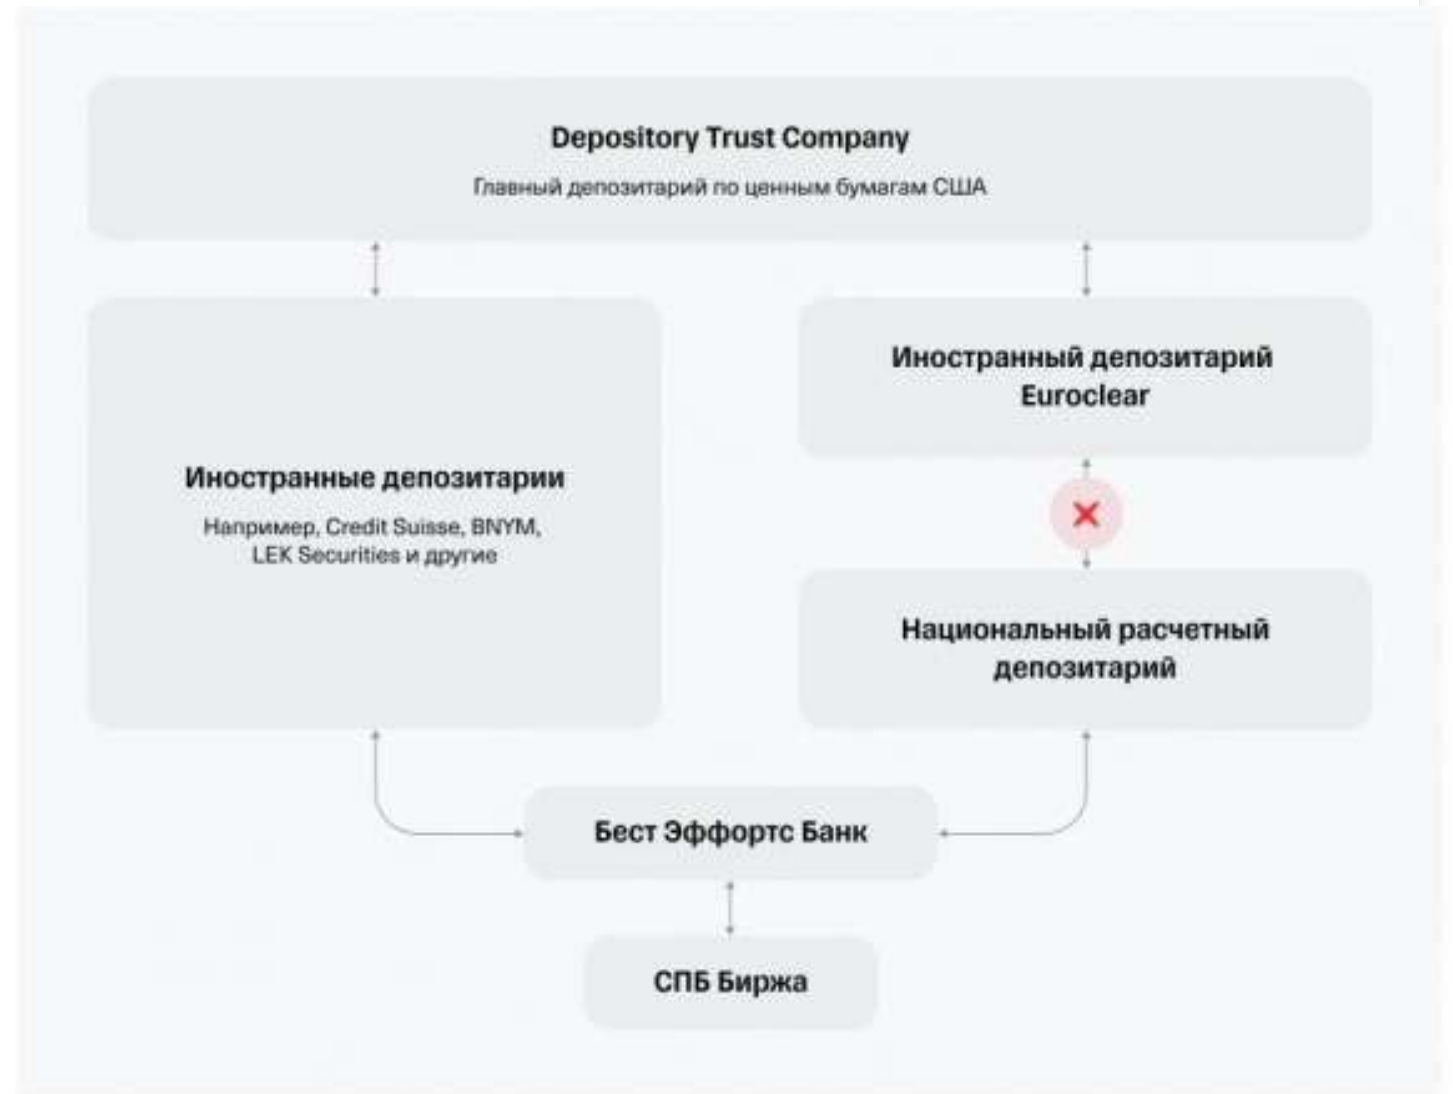 Depository Trust Company
Главный депозитарий по ценным бумагам США
Иностранный депозитарий
Euroclear
Иностранные депозитарии
Например, Credit Suisse, BNYM,
LEK Securities и другие
Национальный расчетный
депозитарий
Бест Эффортс Банк
СПБ Биржа